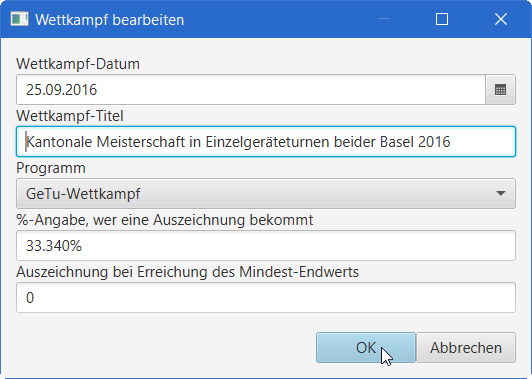 Wettkampf bearbeiten
Wettkampf-Datum
25.09.2016
Wettkampf-Titel
Kantonale Meisterschaft in Einzelgeräteturnen beider Basel 2016
Programm
GeTu-Wettkampf
%-Angabe, wer eine Auszeichnung bekommt
33.340%
Auszeichnung bei Erreichung des Mindest-Endwerts
0
OK Abbrechen